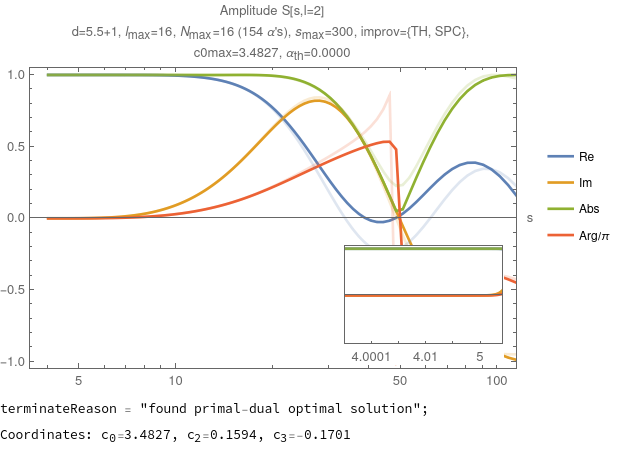 Amplitude S[s,l=2]
d=5.5+1, lmax=16, Nmax=16 (154 α's), smax=300, improv={TH, SPC},
c0max=3.4827, αth=0.0000
1.0
0.5
0.0
-0.5
-1.0
s
Re
Im
Abs
Arg/π
4.0001 4.01 5
5 10 50 100
terminateReason = "found primal-dual optimal solution";
Coordinates: c0=3.4827, c2=0.1594, c3=-0.1701